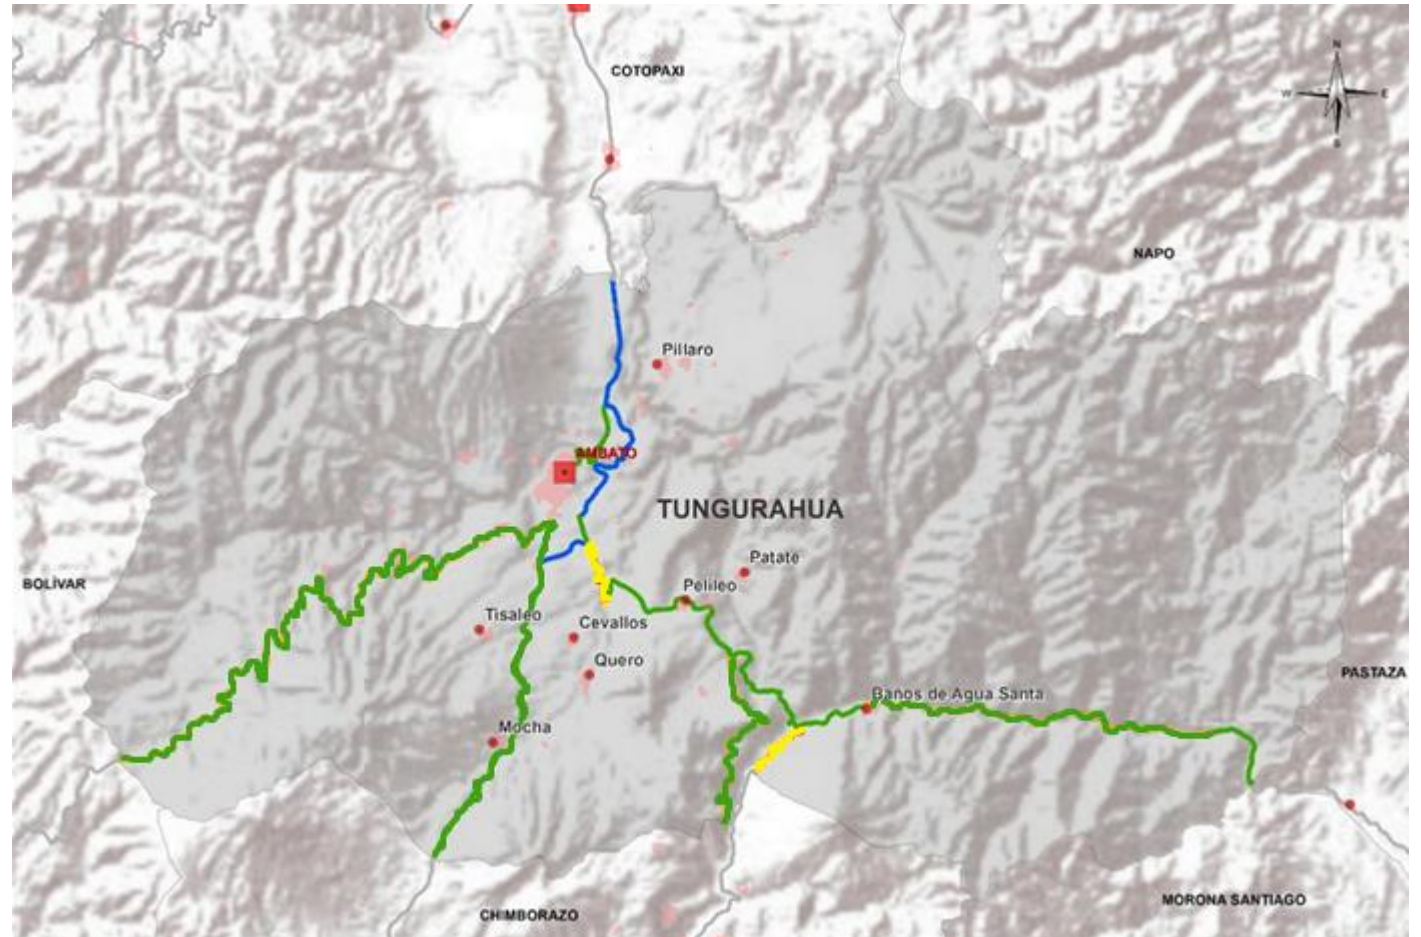 COTOPAXI
N
W E
S
NAPO
Pillaro
AMBATO
TUNGURAHUA
Patate
BOLÍVAR
Pelileo
Tisaleo
Cevallos
Quero
PASTAZA
Banos de Agua Santa
Mocha
MORONA SANTIAGO
CHIMBORAZO